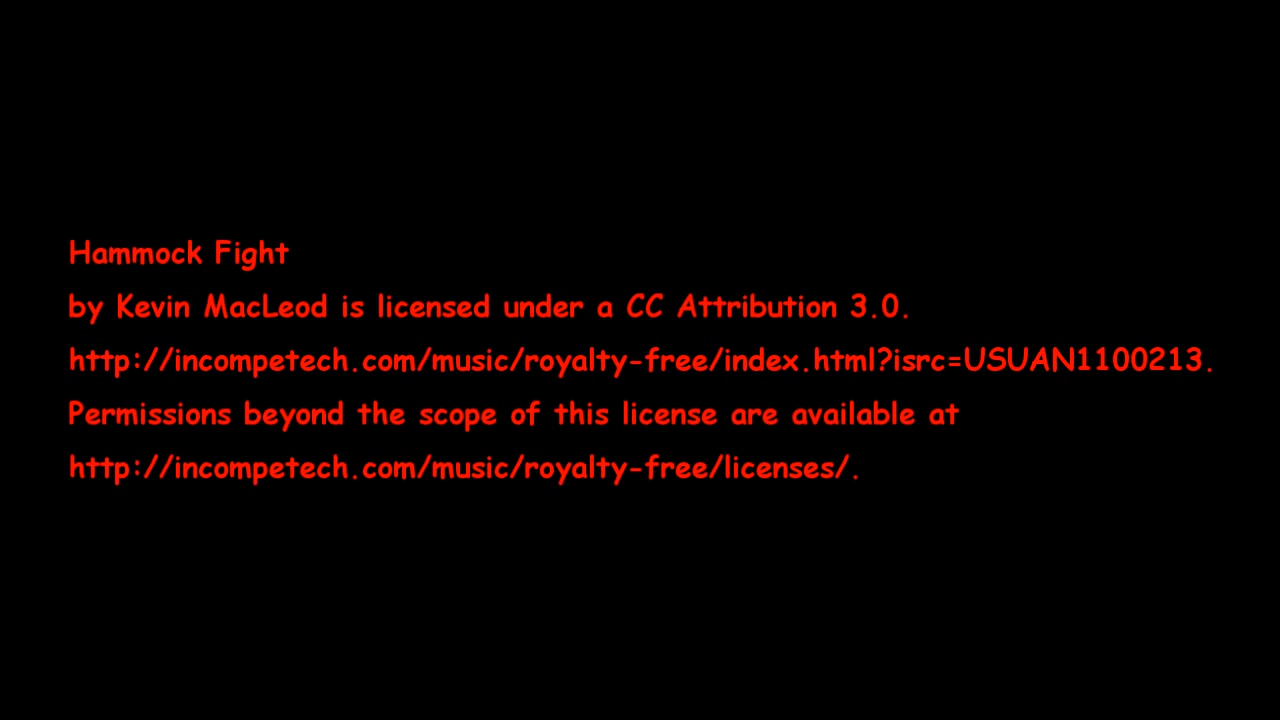 Hammock Fight
by Kevin MacLeod is licensed under a CC Attribution 3.0.
http://incompetech.com/music/royalty-free/index.html?isrc=USUAN1100213.
Permissions beyond the scope of this license are available at
http://incompetech.com/music/royalty-free/licenses/.